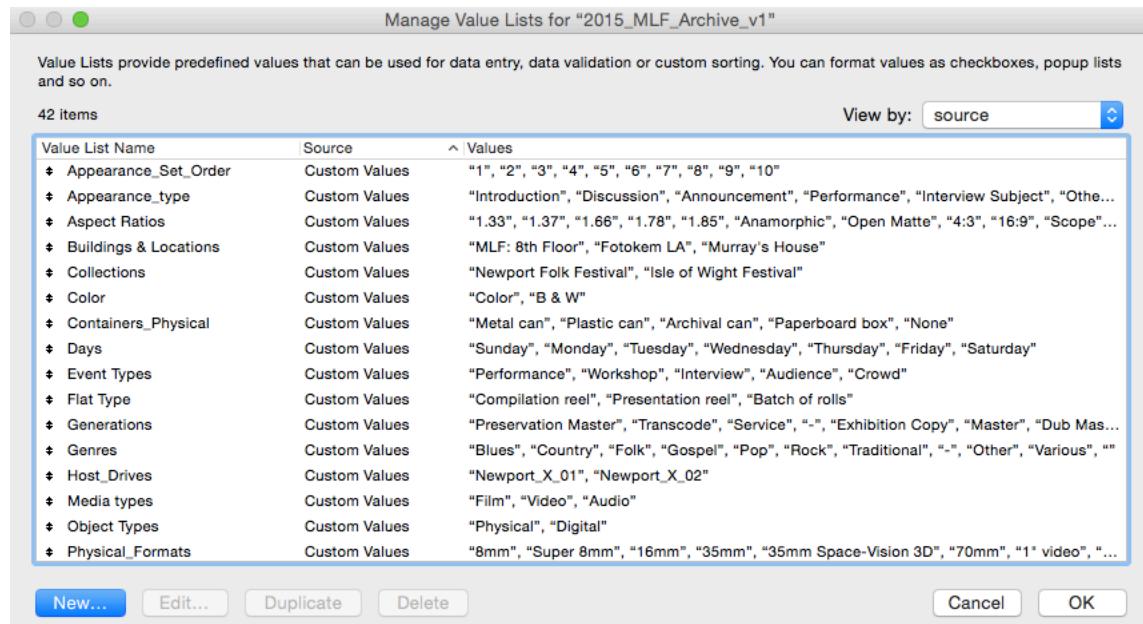 Manage Value Lists for “2015_MLF_Archive_v1”
Value Lists provide predefined values that can be used for data entry, data validation or custom sorting. You can format values as checkboxes, popup lists
and so on.
42 items View by: source
Value List Name Source Values
Appearance_Set_Order Custom Values “1”, “2”, “3”, “4”, “5”, “6”, “7”, “8”, “9”, “10”
Appearance_type Custom Values “Introduction”, “Discussion”, “Announcement”, “Performance”, “Interview Subject”, “Othe...
Aspect Ratios Custom Values “1.33”, “1.37”, “1.66”, “1.78”, “1.85”, “Anamorphic”, “Open Matte”, “4:3”, “16:9”, “Scope”...
Buildings & Locations Custom Values “MLF: 8th Floor”, “Fotokem LA”, “Murray's House”
Collections Custom Values “Newport Folk Festival”, “Isle of Wight Festival”
Color Custom Values “Color”, “B & W”
Containers_Physical Custom Values “Metal can”, “Plastic can”, “Archival can”, “Paperboard box”, “None”
Days Custom Values “Sunday”, “Monday”, “Tuesday”, “Wednesday”, “Thursday”, “Friday”, “Saturday”
Event Types Custom Values “Performance”, “Workshop”, “Interview”, “Audience”, “Crowd”
Flat Type Custom Values “Compilation reel”, “Presentation reel”, “Batch of rolls”
Generations Custom Values “Preservation Master”, “Transcode”, “Service”, “-”, “Exhibition Copy”, “Master”, “Dub Mas...
Genres Custom Values “Blues”, “Country”, “Folk”, “Gospel”, “Pop”, “Rock”, “Traditional”, “-”, “Other”, “Various”, “”
Host_Drives Custom Values “Newport_X_01”, “Newport_X_02”
Media types Custom Values “Film”, “Video”, “Audio”
Object Types Custom Values “Physical”, “Digital”
Physical_Formats Custom Values “8mm”, “Super 8mm”, “16mm”, “35mm”, “35mm Space-Vision 3D”, “70mm”, “1" video”, “...
New... Edit... Duplicate Delete Cancel OK